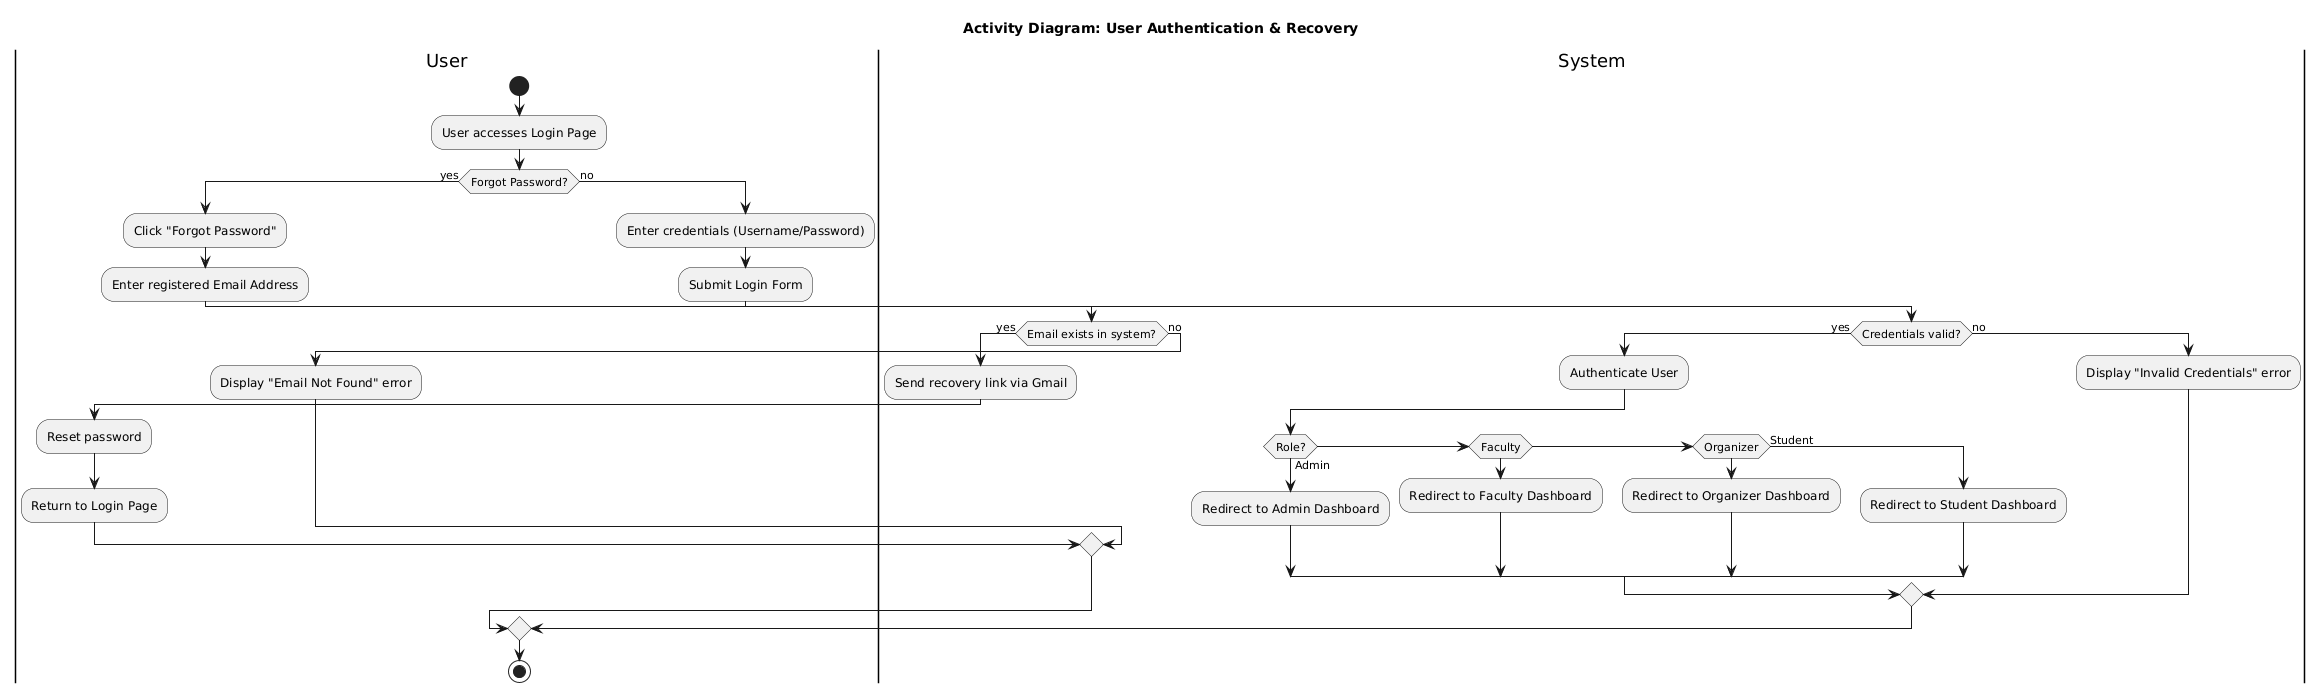 Activity Diagram: User Authentication & Recovery
User
System
User accesses Login Page
yes
Forgot Password?
no
Click "Forgot Password"
Enter credentials (Username/Password)
Enter registered Email Address
Submit Login Form
yes
Email exists in system?
no
yes
Credentials valid?
no
Display "Email Not Found" error
Send recovery link via Gmail
Authenticate User
Display "Invalid Credentials" error
Reset password
Role?
Faculty
Organizer
Student
Admin
Return to Login Page
Redirect to Admin Dashboard
Redirect to Faculty Dashboard
Redirect to Organizer Dashboard
Redirect to Student Dashboard